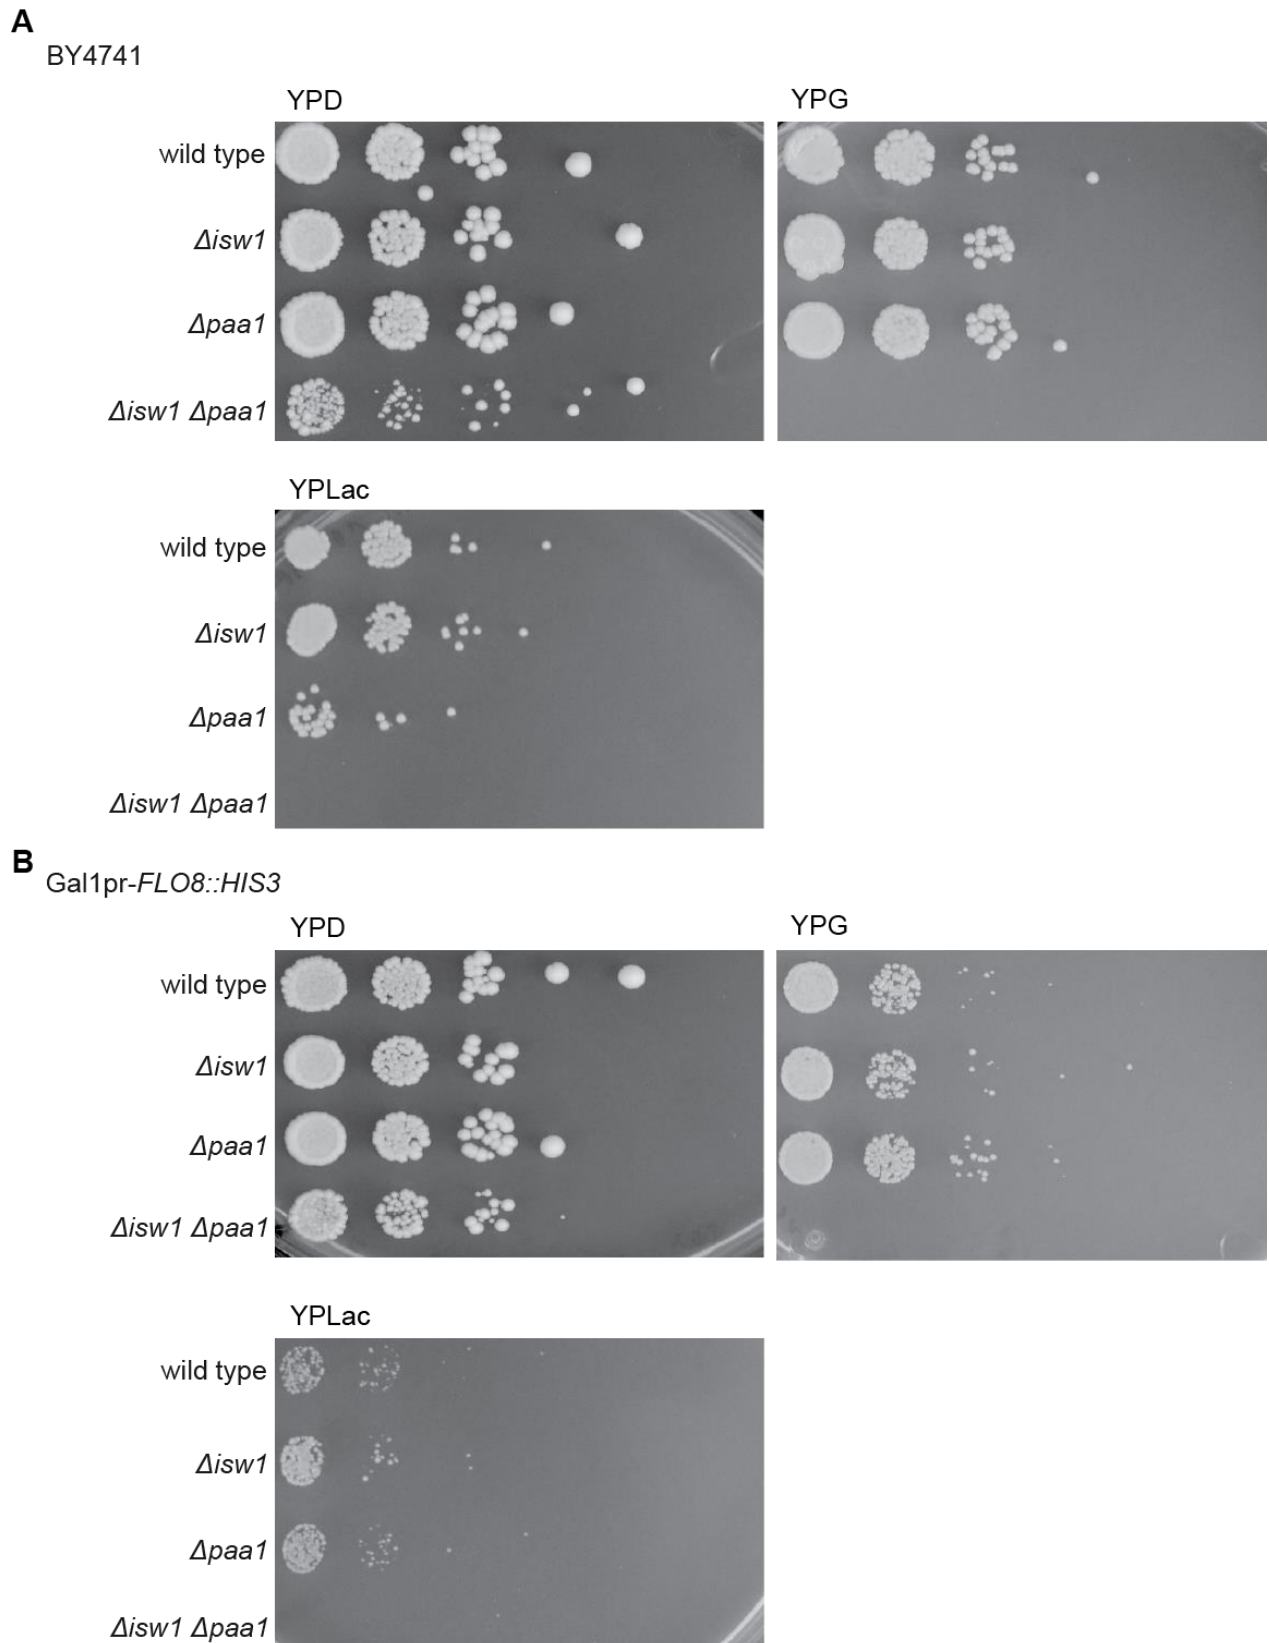 A
BY4741
YPD
YPG
wild type
Δisw1
Δpaa1
Δisw1 Δpaa1
YPLac
wild type
Δisw1
Δpaa1
Δisw1 Δpaa1
B
Gal1pr-FLO8::HIS3
YPD
YPG
wild type
Δisw1
Δpaa1
Δisw1 Δpaa1
YPLac
wild type
Δisw1
Δpaa1
Δisw1 Δpaa1